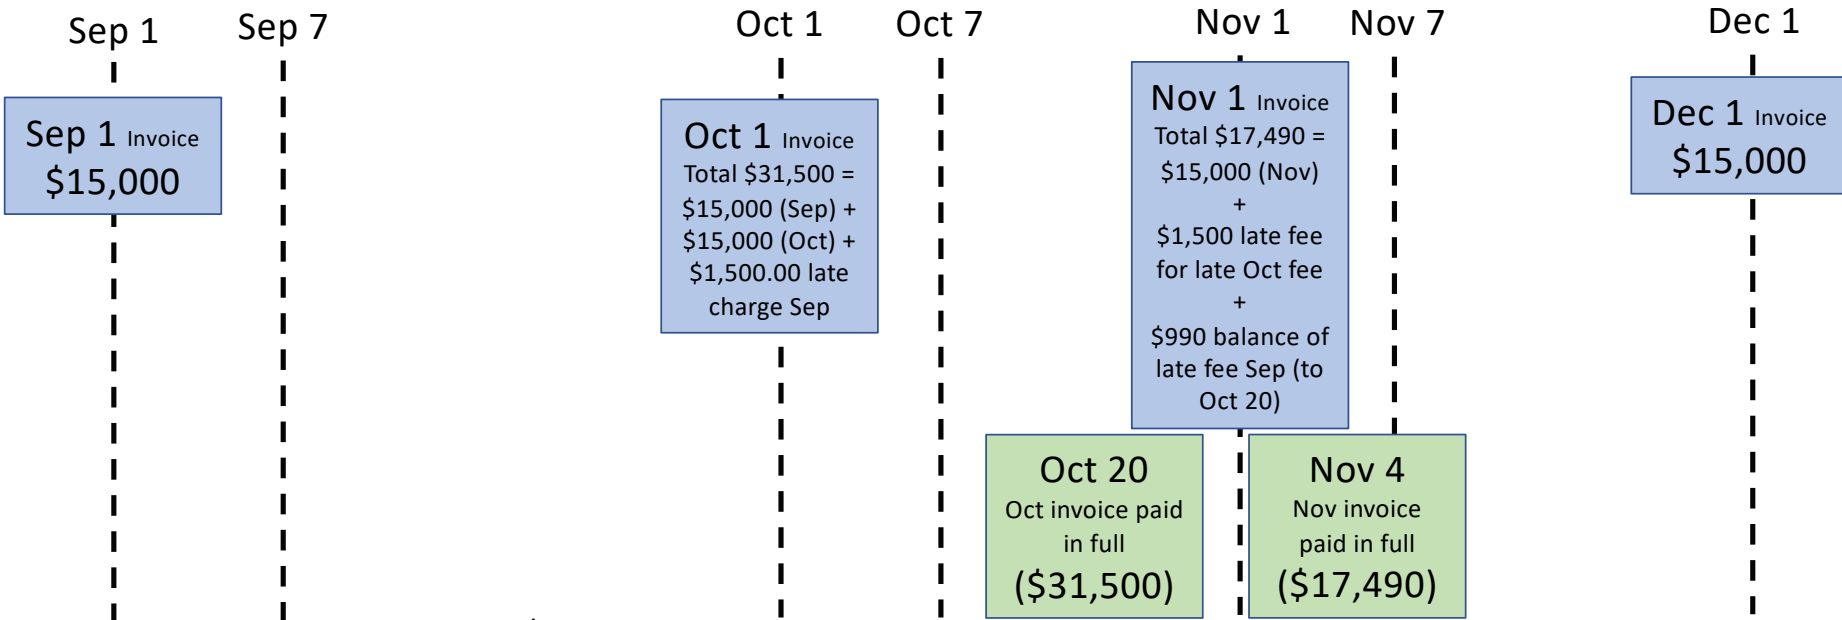 Sep 1
Sep 7
Oct 1
Oct 7
Nov 1
Nov 7
Dec 1
Sep 1 Invoice
$15,000
Oct 1 Invoice
Total $31,500 =
$15,000 (Sep) +
$15,000 (Oct) +
$1,500.00 late
charge Sep
Nov 1 Invoice
Total $17,490 =
$15,000 (Nov)
+
$1,500 late fee
for late Oct fee
+
$990 balance of
late fee Sep (to
Oct 20)
Dec 1 Invoice
$15,000
Oct 20
Oct invoice paid
in full
($31,500)
Nov 4
Nov invoice
paid in full
($17,490)